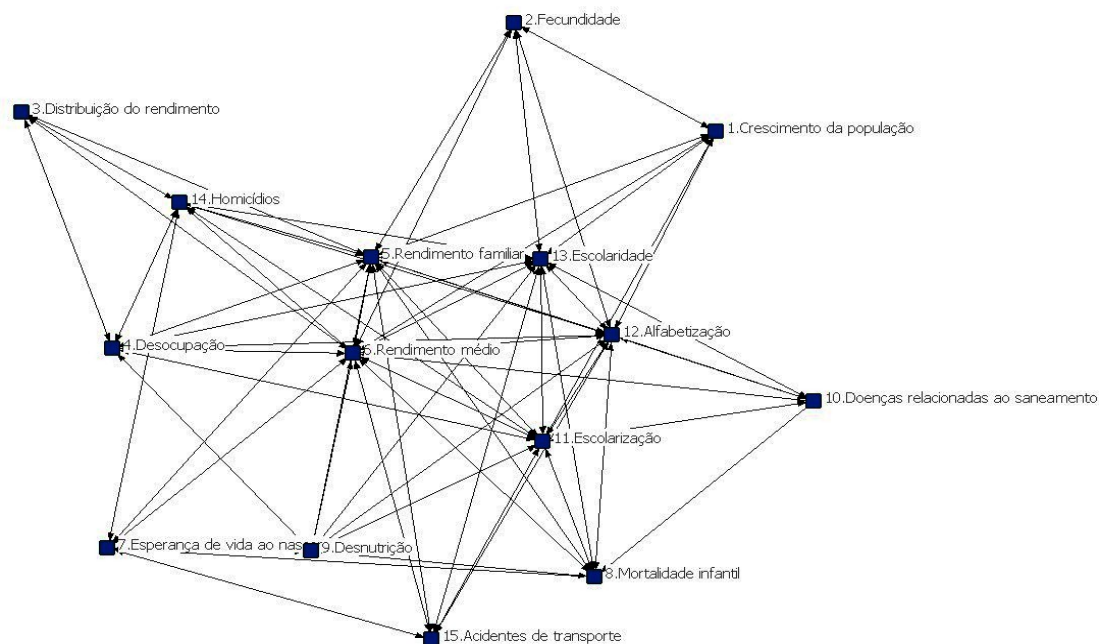 2.Fecundidade
3.Distribuição do rendimento
1.Crescimento da população
14.Homicídios
5.Rendimento familiar
13.Escolaridade
12.Alfabetização
4.Desocupação
6.Rendimento médio
10.Doenças relacionadas ao saneamento
11.Escolarização
7.Esperança de vida ao nascer
9.Desnutrição
8.Mortalidade infantil
15.Acidentes de transporte